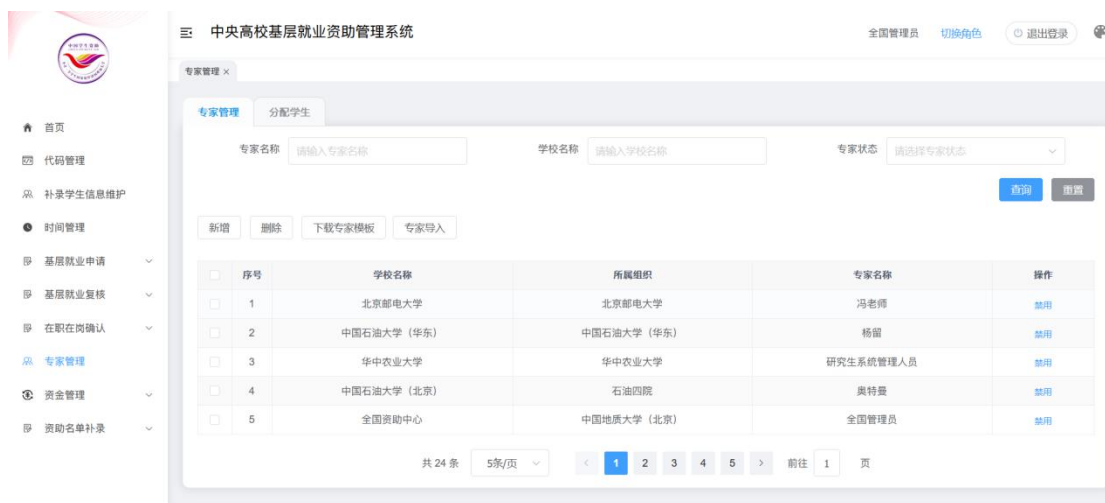 中央高校基层就业资助管理系统 全国管理员 切换角色 退出登录
专家管理 ×
专家管理 分配学生
首页
代码管理
补录学生信息维护
时间管理
基层就业申请
基层就业复核
在职在岗确认
专家管理
资金管理
资助名单补录
专家名称 请输入专家名称 学校名称 请输入学校名称 专家状态 请选择专家状态
查询 重置
新增 删除 下载专家模板 专家导入
序号 学校名称 所属组织 专家名称 操作
1 北京邮电大学 北京邮电大学 冯老师 禁用
2 中国石油大学（华东） 中国石油大学（华东） 杨留 禁用
3 华中农业大学 华中农业大学 研究生系统管理人员 禁用
4 中国石油大学（北京） 石油四院 奥特曼 禁用
5 全国资助中心 中国地质大学（北京） 全国管理员 禁用
共 24 条 5条/页 < 1 2 3 4 5 > 前往 1 页